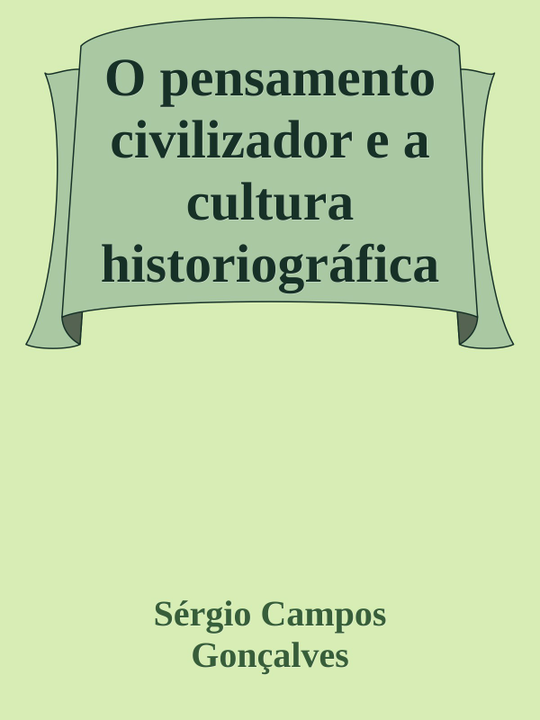 O pensamento
civilizador e a
cultura
historiográfica
Sérgio Campos
Gonçalves